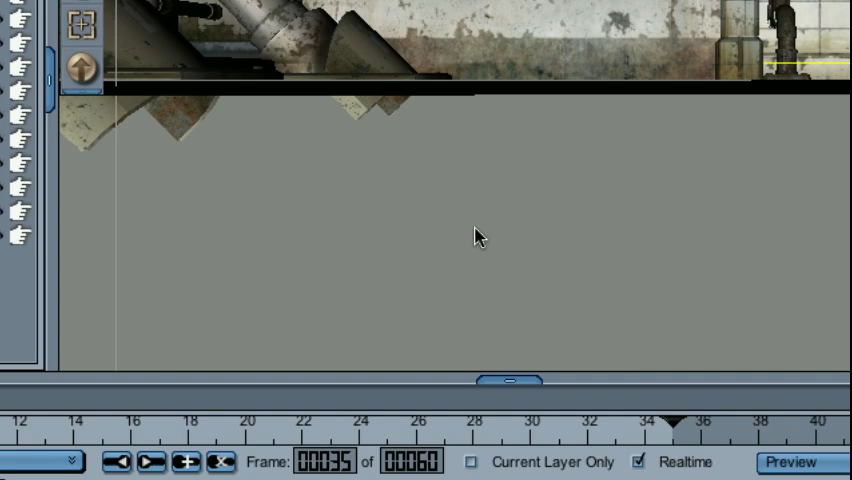 12 14 16 18 20 22 24 26 28 30 32 34 36 38 40
Frame: 00035 of 00060 Current Layer Only Realtime Preview